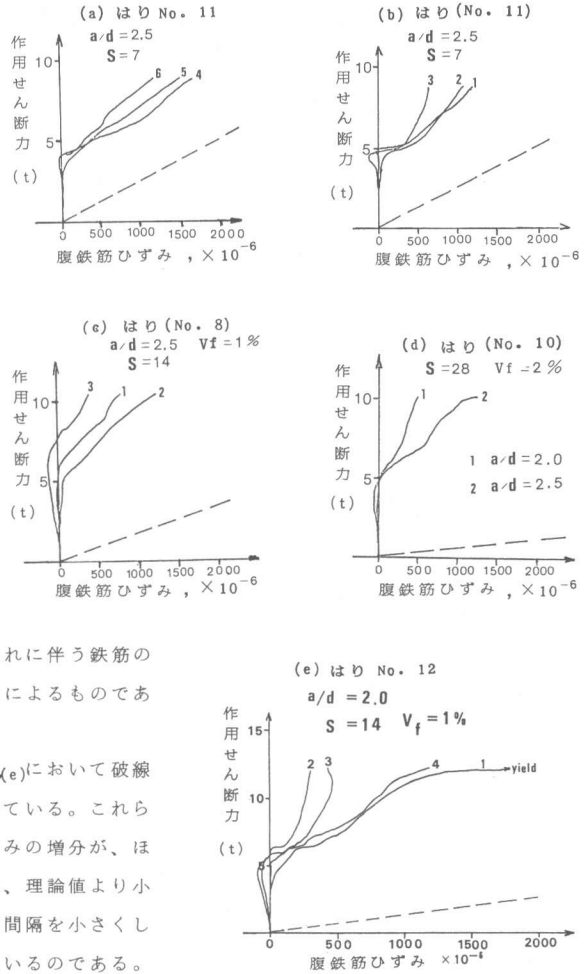 (a) はり No. 11
a/d = 2.5
S = 7
作用せん断力
(t)
10
5
6
5
4
0 500 1000 1500 2000
腹鉄筋ひずみ , × 10⁻⁶
(b) はり (No. 11)
a/d = 2.5
S = 7
作用せん断力
(t)
10
5
3
2
1
0 500 1000 1500 2000
腹鉄筋ひずみ , × 10⁻⁶
(c) はり (No. 8)
a/d = 2.5 Vf = 1%
S = 14
作用せん断力
(t)
10
5
3
1
2
0 500 1000 1500 2000
腹鉄筋ひずみ , × 10⁻⁶
(d) はり (No. 10)
S = 28 Vf = 2%
作用せん断力
(t)
10
5
1
2
1 a/d = 2.0
2 a/d = 2.5
0 500 1000 1500 2000
腹鉄筋ひずみ , × 10⁻⁶
れに伴う鉄筋の
によるものであ
(e)において破線
ている。これら
みの増分が、ほ
、理論値より小
間隔を小さくし
いるのである。
(e) はり No. 12
a/d = 2.0
S = 14 Vf = 1%
作用せん断力
(t)
15
10
5
2
3
4
1
yield
0 500 1000 1500 2000
腹鉄筋ひずみ × 10⁻⁶